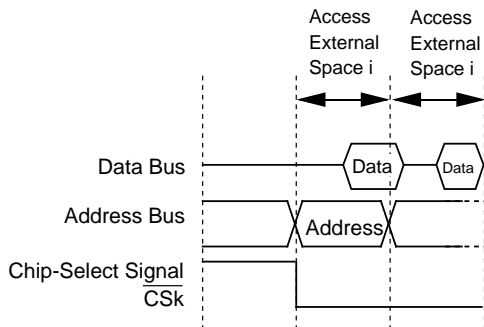 Access
External
Space i
Access
External
Space i
Data Bus
Data
Data
Address Bus
Address
Chip-Select Signal
CSk